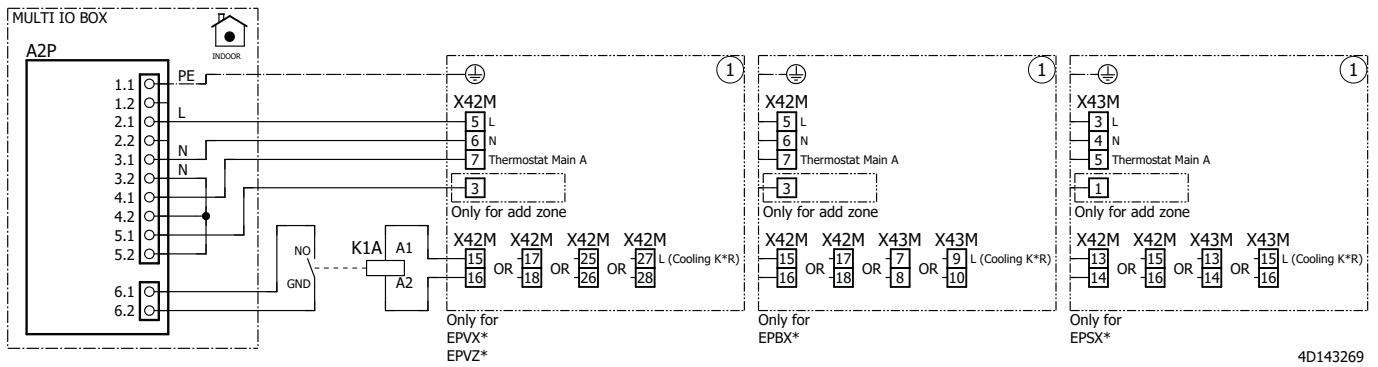 MULTI IO BOX
INDOOR
A2P
1.1
1.2
2.1
2.2
3.1
3.2
4.1
4.2
5.1
5.2
6.1
6.2
PE
L
N
N
NO
GND
K1A
A1
A2
1
X42M
5 L
6 N
7 Thermostat Main A
3
Only for add zone
X42M X42M X42M X42M
15 OR 17 OR 25 OR 27 L (Cooling K*R)
16 18 26 28
Only for
EPVX*
EPVZ*
1
X42M
5 L
6 N
7 Thermostat Main A
3
Only for add zone
X42M X42M X43M X43M
15 OR 17 OR 7 OR 9 L (Cooling K*R)
16 18 8 10
Only for
EPBX*
1
X43M
3 L
4 N
5 Thermostat Main A
1
Only for add zone
X42M X42M X43M X43M
13 OR 15 OR 13 OR 15 L (Cooling K*R)
14 16 14 16
Only for
EPSX*
4D143269